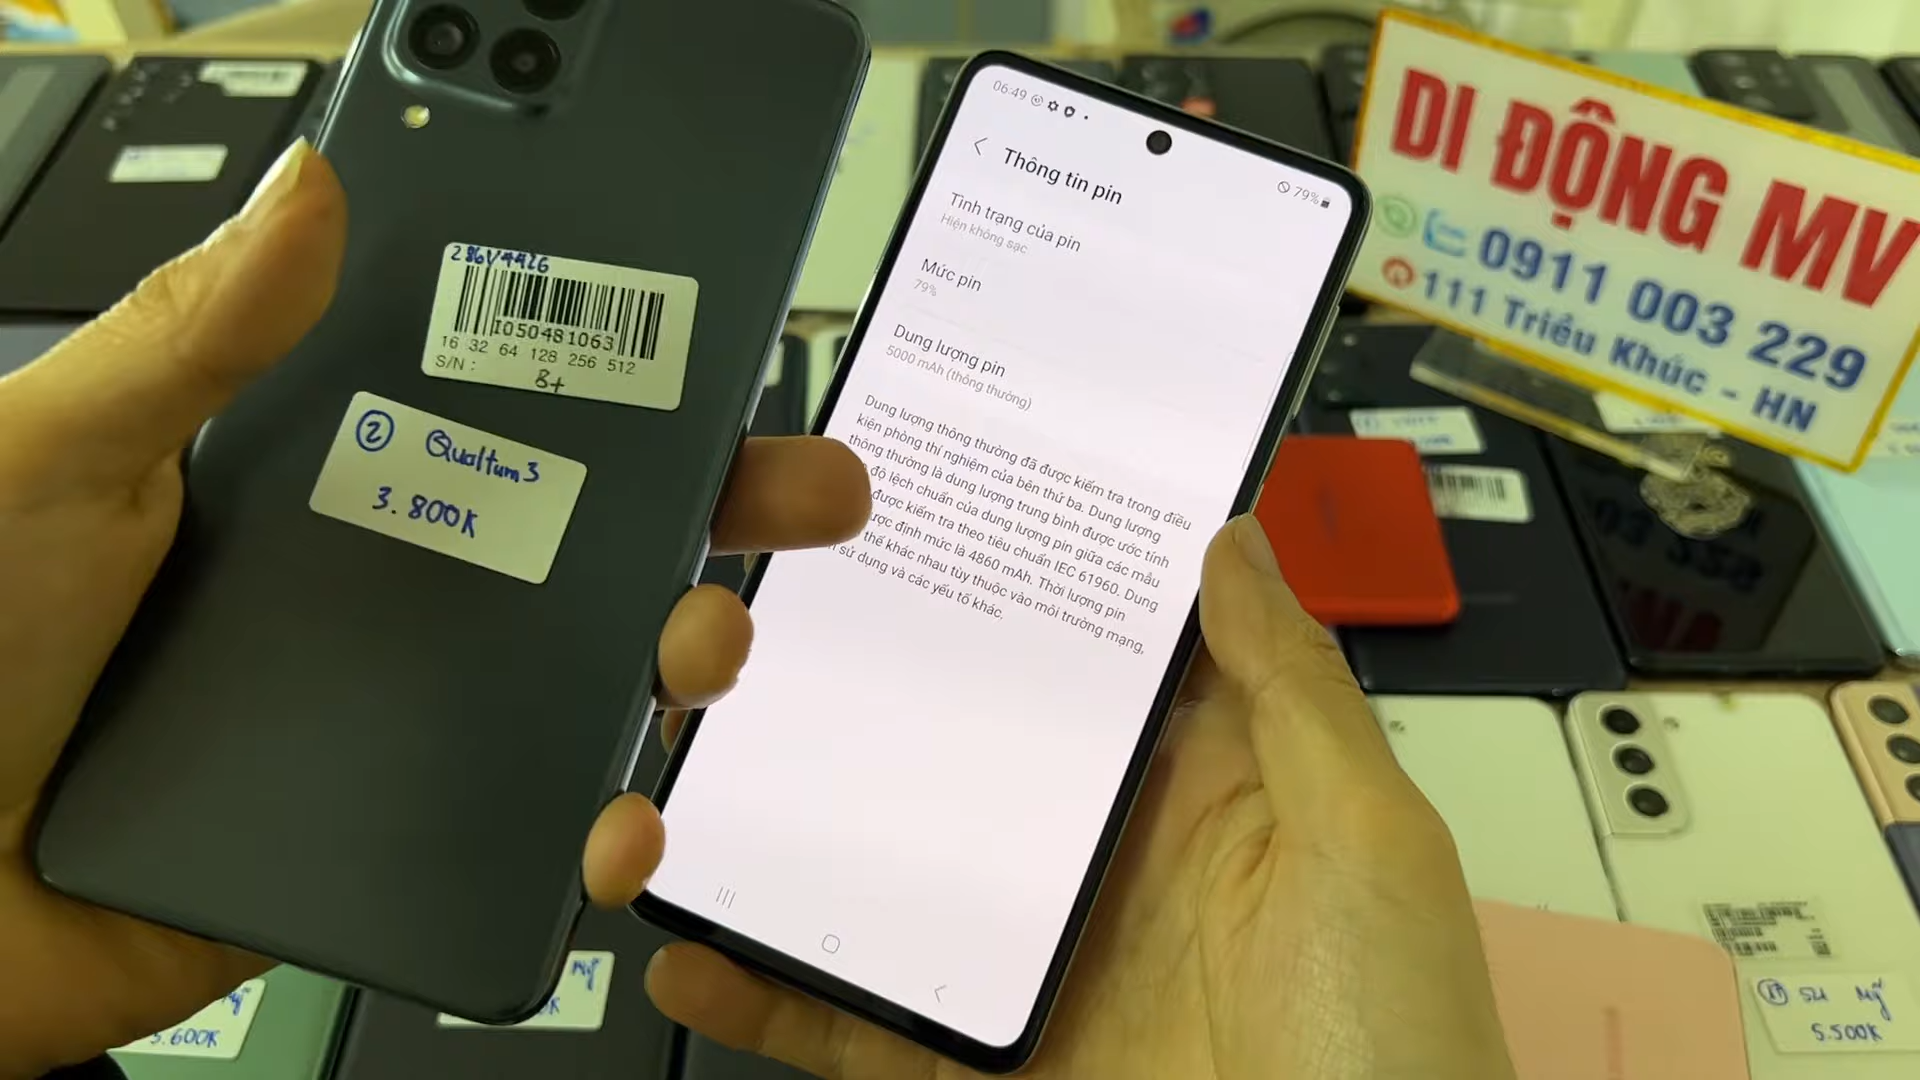 286V4426
I050481063
16 32 64 128 256 512
S/N :
8+
2 Qualtum3
3.800K
06:49
79%
Thông tin pin
Tình trạng của pin
Hiện không sạc
Mức pin
79%
Dung lượng pin
5000 mAh (thông thường)
Dung lượng thông thường đã được kiểm tra trong điều
kiện phòng thí nghiệm của bên thứ ba. Dung lượng
thông thường là dung lượng trung bình được ước tính
độ lệch chuẩn của dung lượng pin giữa các mẫu
được kiểm tra theo tiêu chuẩn IEC 61960. Dung
định mức là 4860 mAh. Thời lượng pin
thể khác nhau tùy thuộc vào môi trường mạng,
sử dụng và các yếu tố khác.
DI ĐỘNG MV
0911 003 229
111 Triều Khúc - HN
Mỹ
5.600K
Mỹ
K
S21 Mỹ
5.500K